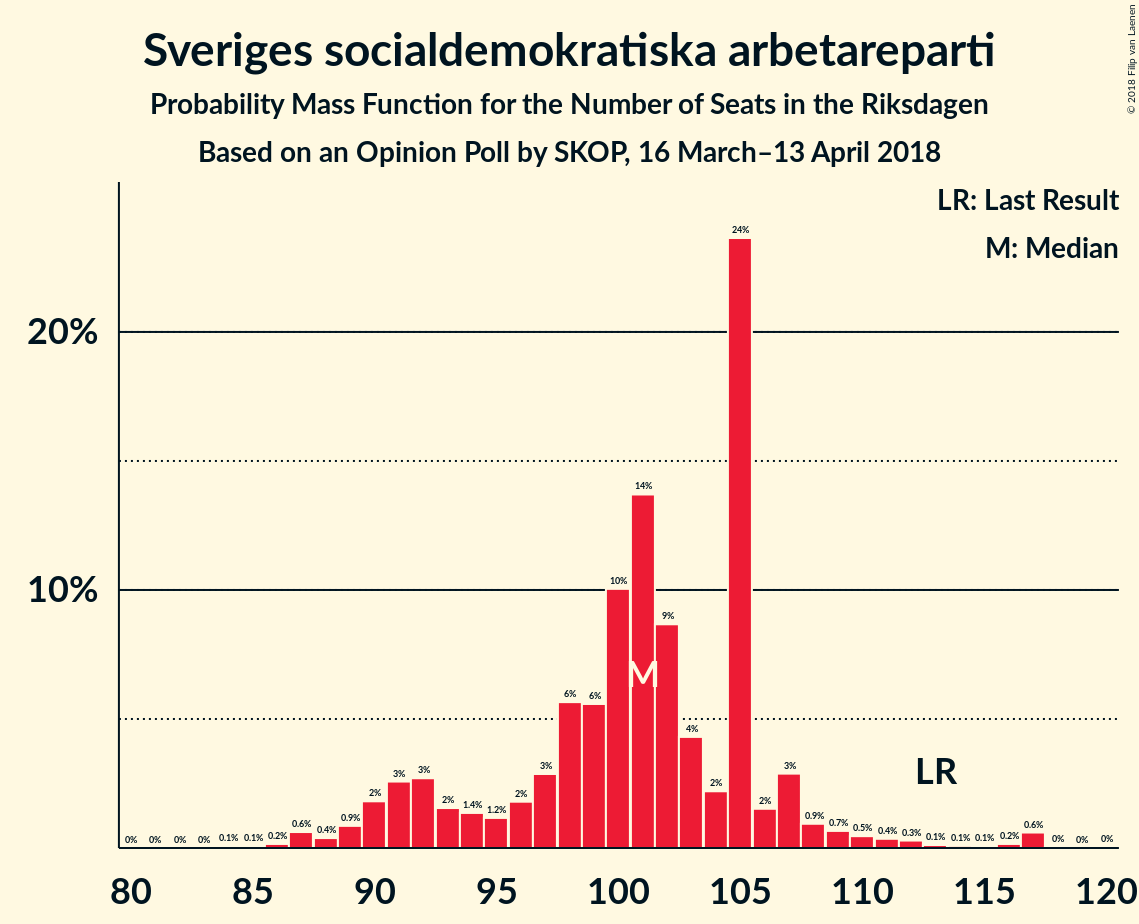 Sveriges socialdemokratiska arbetareparti
Probability Mass Function for the Number of Seats in the Riksdagen
Based on an Opinion Poll by SKOP, 16 March–13 April 2018
© 2018 Filip van Laenen
LR: Last Result
M: Median
20%
10%
0% 0% 0% 0% 0.1% 0.1% 0.2% 0.6% 0.4% 0.9% 2% 3% 3% 2% 1.4% 1.2% 2% 3% 6% 6% 10% 14% 9% 4% 2% 24% 2% 3% 0.9% 0.7% 0.5% 0.4% 0.3% 0.1% 0.1% 0.1% 0.2% 0.6% 0% 0% 0%
M
LR
80 85 90 95 100 105 110 115 120